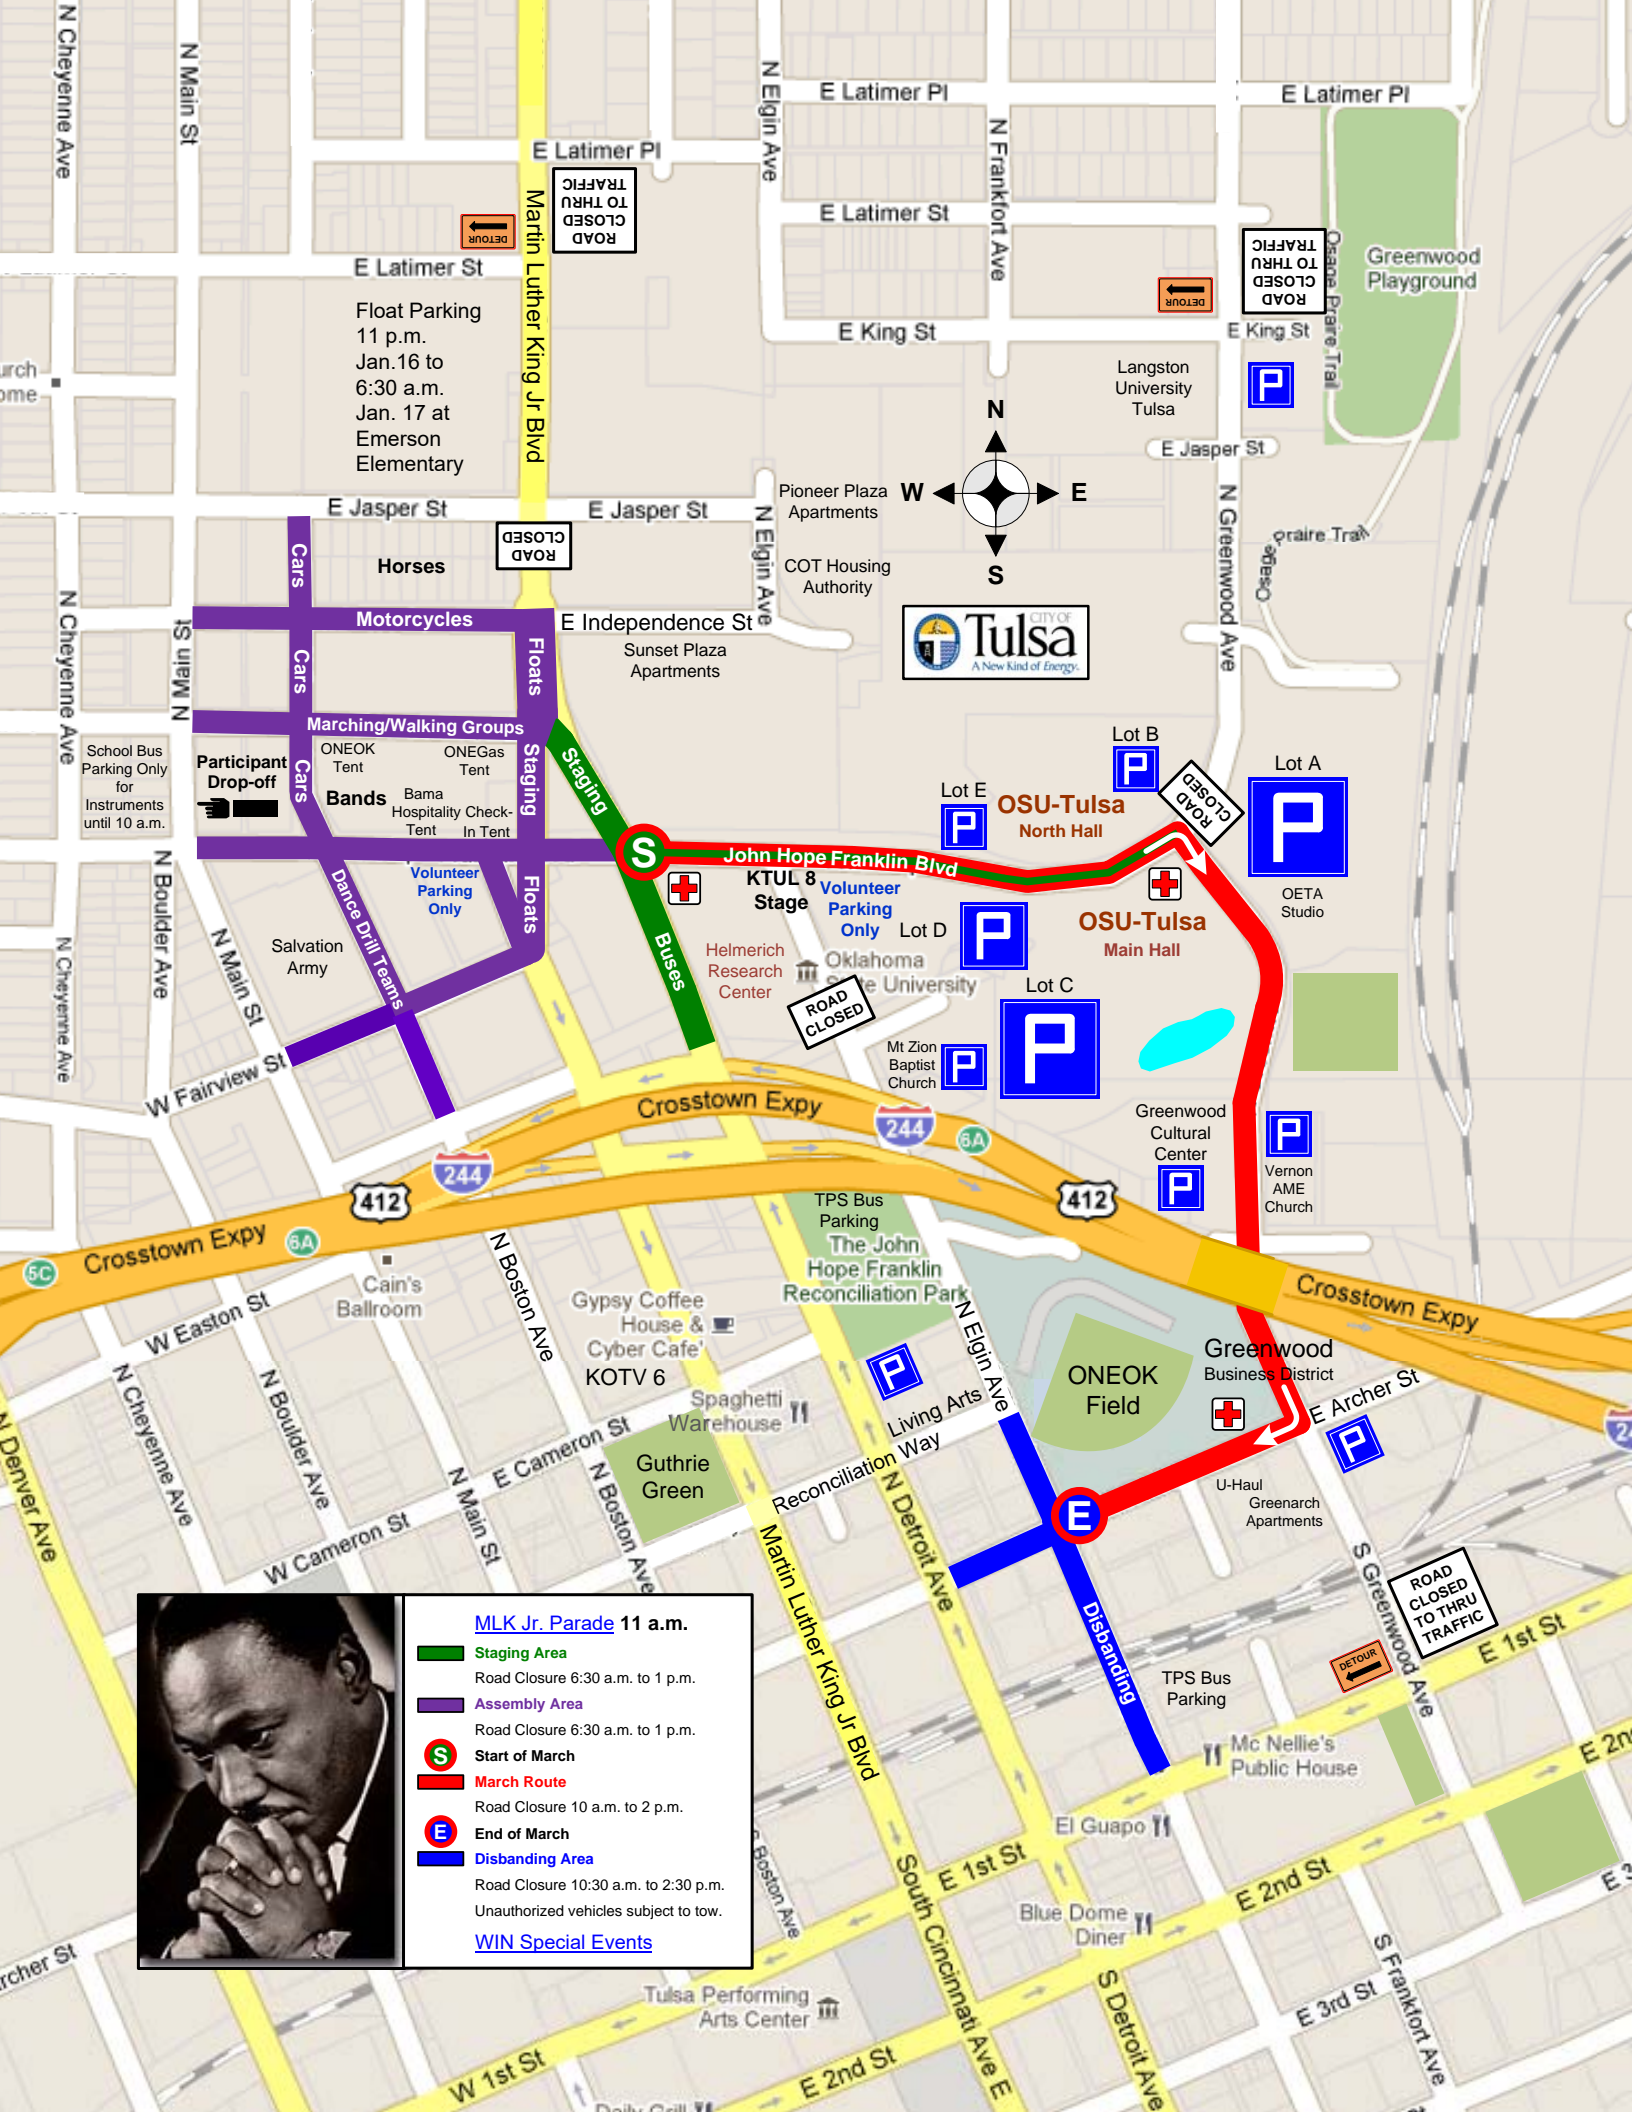 N Cheyenne Ave
N Main St
N Elgin Ave
E Latimer Pl
E Latimer Pl
E Latimer Pl
N Frankfort Ave
ROAD
CLOSED
TO THRU
TRAFFIC
DETOUR
Martin Luther King Jr Blvd
E Latimer St
E Latimer St
ROAD
CLOSED
TO THRU
TRAFFIC
DETOUR
Osage Prairie Trail
Greenwood
Playground
E King St
E King St
Float Parking
11 p.m.
Jan.16 to
6:30 a.m.
Jan. 17 at
Emerson
Elementary
Langston
University
Tulsa
P
N
W
E
S
E Jasper St
E Jasper St
E Jasper St
Pioneer Plaza
Apartments
N Elgin Ave
N Greenwood Ave
Osage
Praire Trail
ROAD
CLOSED
Cars
Horses
COT Housing
Authority
N Cheyenne Ave
N Main St
Motorcycles
E Independence St
Sunset Plaza
Apartments
CITY OF
Tulsa
A New Kind of Energy.
Cars
Floats
Marching/Walking Groups
School Bus
Parking Only
for
Instruments
until 10 a.m.
Participant
Drop-off
Cars
ONEOK
Tent
ONEGas
Tent
Bands
Bama
Hospitality
Tent
Check-
In Tent
Staging
Staging
Lot B
P
Lot A
P
ROAD
CLOSED
Lot E
P
OSU-Tulsa
North Hall
S
John Hope Franklin Blvd
KTUL 8
Stage
Volunteer
Parking
Only
Volunteer
Parking
Only
Floats
Dance Drill Teams
N Boulder Ave
N Main St
N Cheyenne Ave
Salvation
Army
Buses
Helmerich
Research
Center
Lot D
P
Oklahoma
State University
ROAD
CLOSED
OSU-Tulsa
Main Hall
OETA
Studio
Lot C
P
Mt Zion
Baptist
Church
P
W Fairview St
Crosstown Expy
244
6A
244
412
412
Greenwood
Cultural
Center
P
P
Vernon
AME
Church
TPS Bus
Parking
The John
Hope Franklin
Reconciliation Park
Crosstown Expy
6A
5C
Crosstown Expy
24
Cain's
Ballroom
W Easton St
N Boston Ave
Gypsy Coffee
House &
Cyber Cafe'
KOTV 6
N Elgin Ave
P
ONEOK
Field
Greenwood
Business District
E Archer St
P
N Denver Ave
N Cheyenne Ave
N Boulder Ave
Spaghetti
Warehouse
Living Arts
Reconciliation Way
E Cameron St
Guthrie
Green
N Main St
N Boston Ave
N Detroit Ave
W Cameron St
E
U-Haul
Greenarch
Apartments
S Greenwood Ave
ROAD
CLOSED
TO THRU
TRAFFIC
DETOUR
E 1st St
Martin Luther King Jr Blvd
Disbanding
TPS Bus
Parking
Mc Nellie's
Public House
MLK Jr. Parade 11 a.m.
Staging Area
Road Closure 6:30 a.m. to 1 p.m.
Assembly Area
Road Closure 6:30 a.m. to 1 p.m.
S
Start of March
March Route
Road Closure 10 a.m. to 2 p.m.
E
End of March
Disbanding Area
Road Closure 10:30 a.m. to 2:30 p.m.
Unauthorized vehicles subject to tow.
WIN Special Events
El Guapo
E 1st St
E 2nd St
Blue Dome
Diner
S Boston Ave
South Cincinnati Ave E
Tulsa Performing
Arts Center
S Detroit Ave
E 3rd St
S Frankfort Ave
W 1st St
E 2nd St